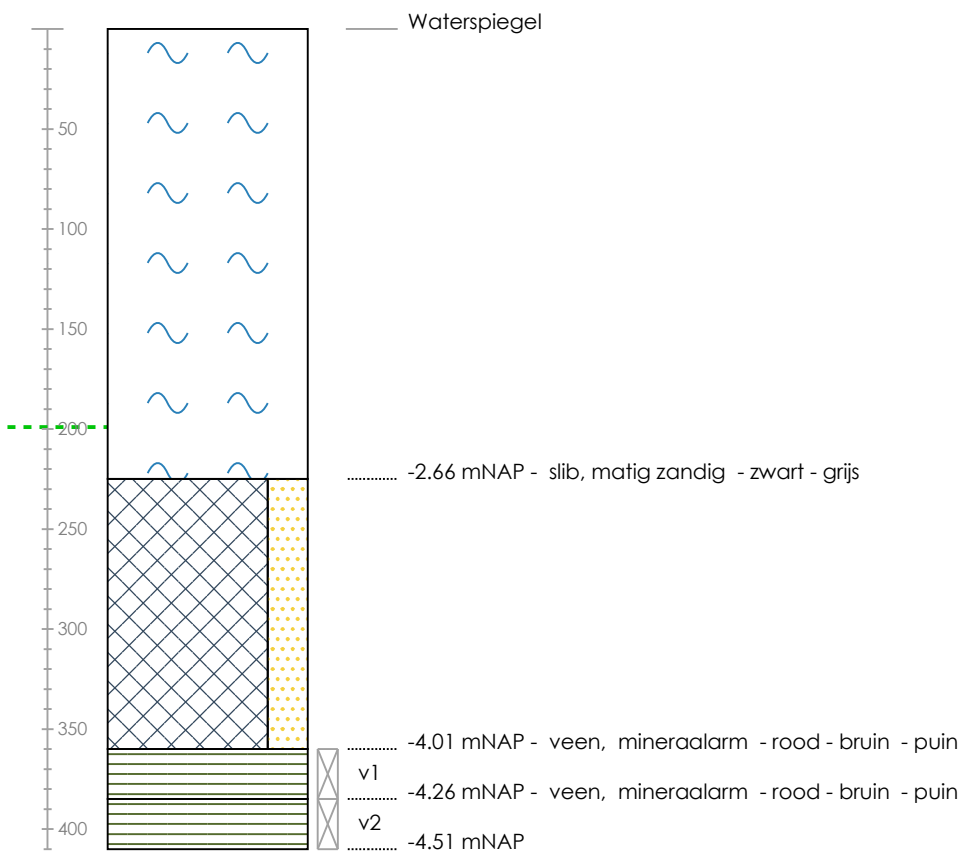 Waterspiegel
50
100
150
200
-2.66 mNAP - slib, matig zandig - zwart - grijs
250
300
350
-4.01 mNAP - veen, mineraalarm - rood - bruin - puin
v1
-4.26 mNAP - veen, mineraalarm - rood - bruin - puin
v2
400
-4.51 mNAP